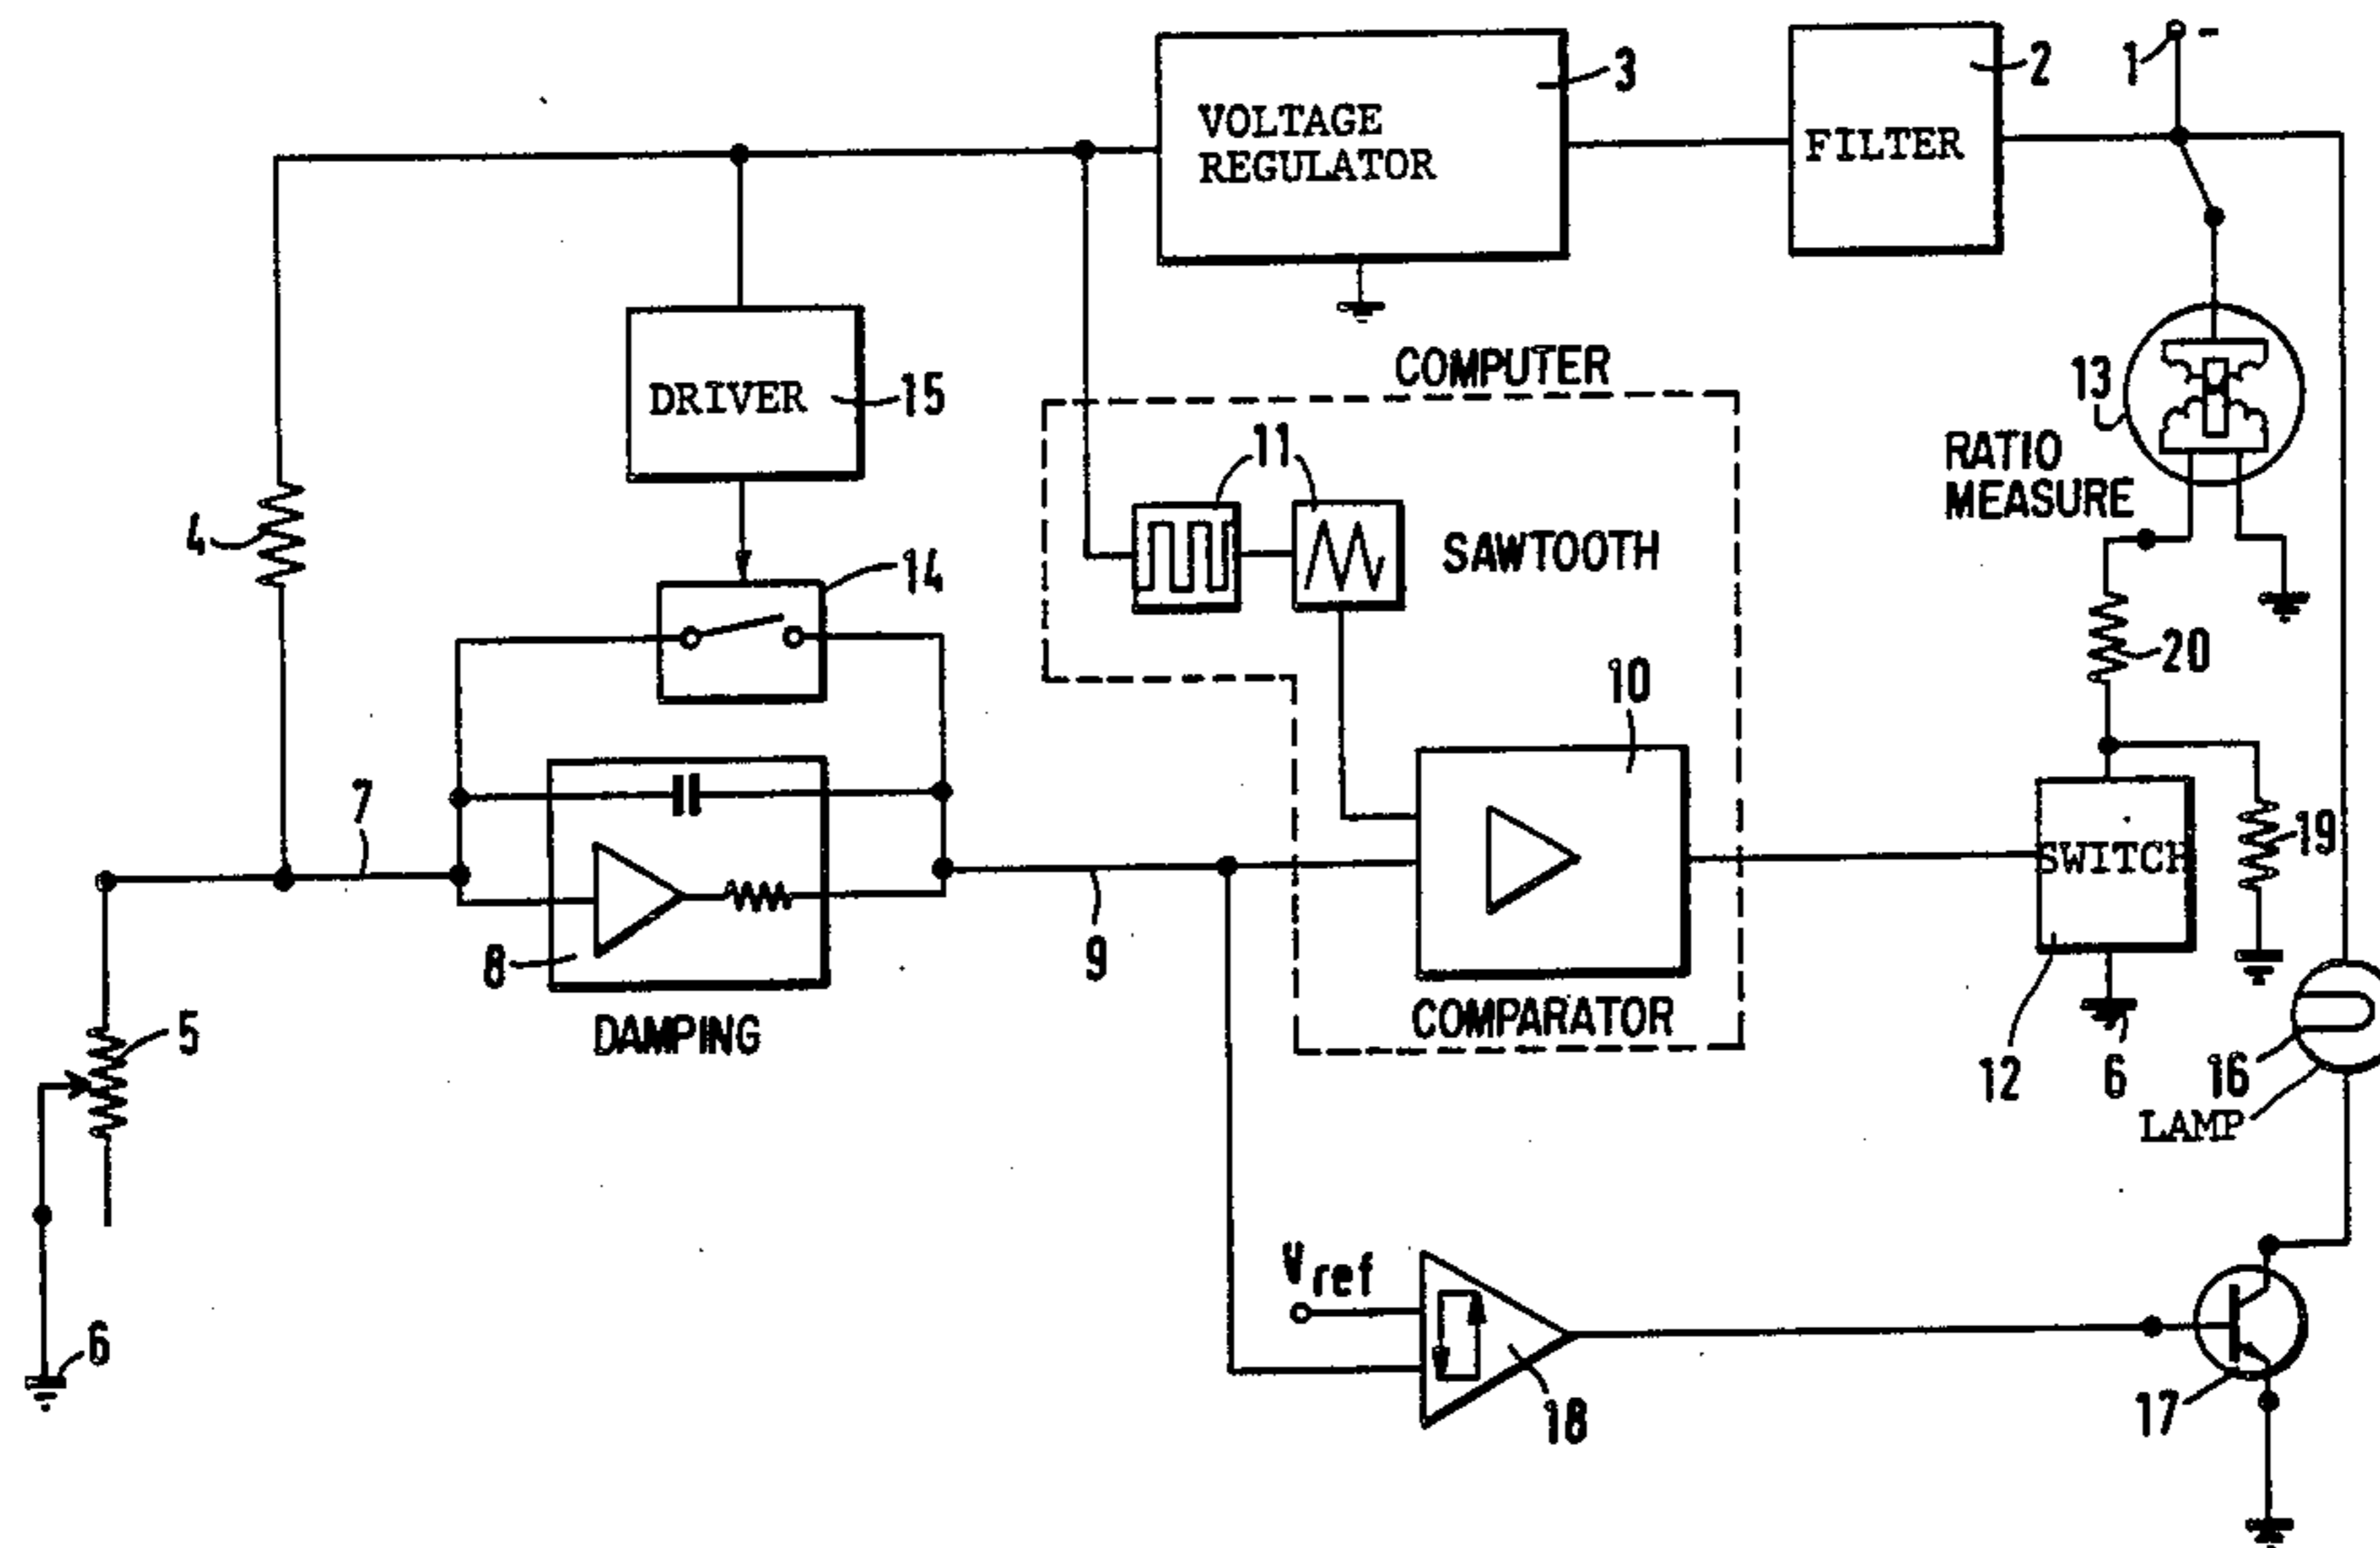 1 -
2
3
VOLTAGE
REGULATOR
FILTER
COMPUTER
DRIVER
15
13
11
RATIO
MEASURE
4
14
SAWTOOTH
20
10
7
19
SWITCH
8
9
DAMPING
COMPARATOR
5
12
6
16
LAMP
Vref
6
18
17